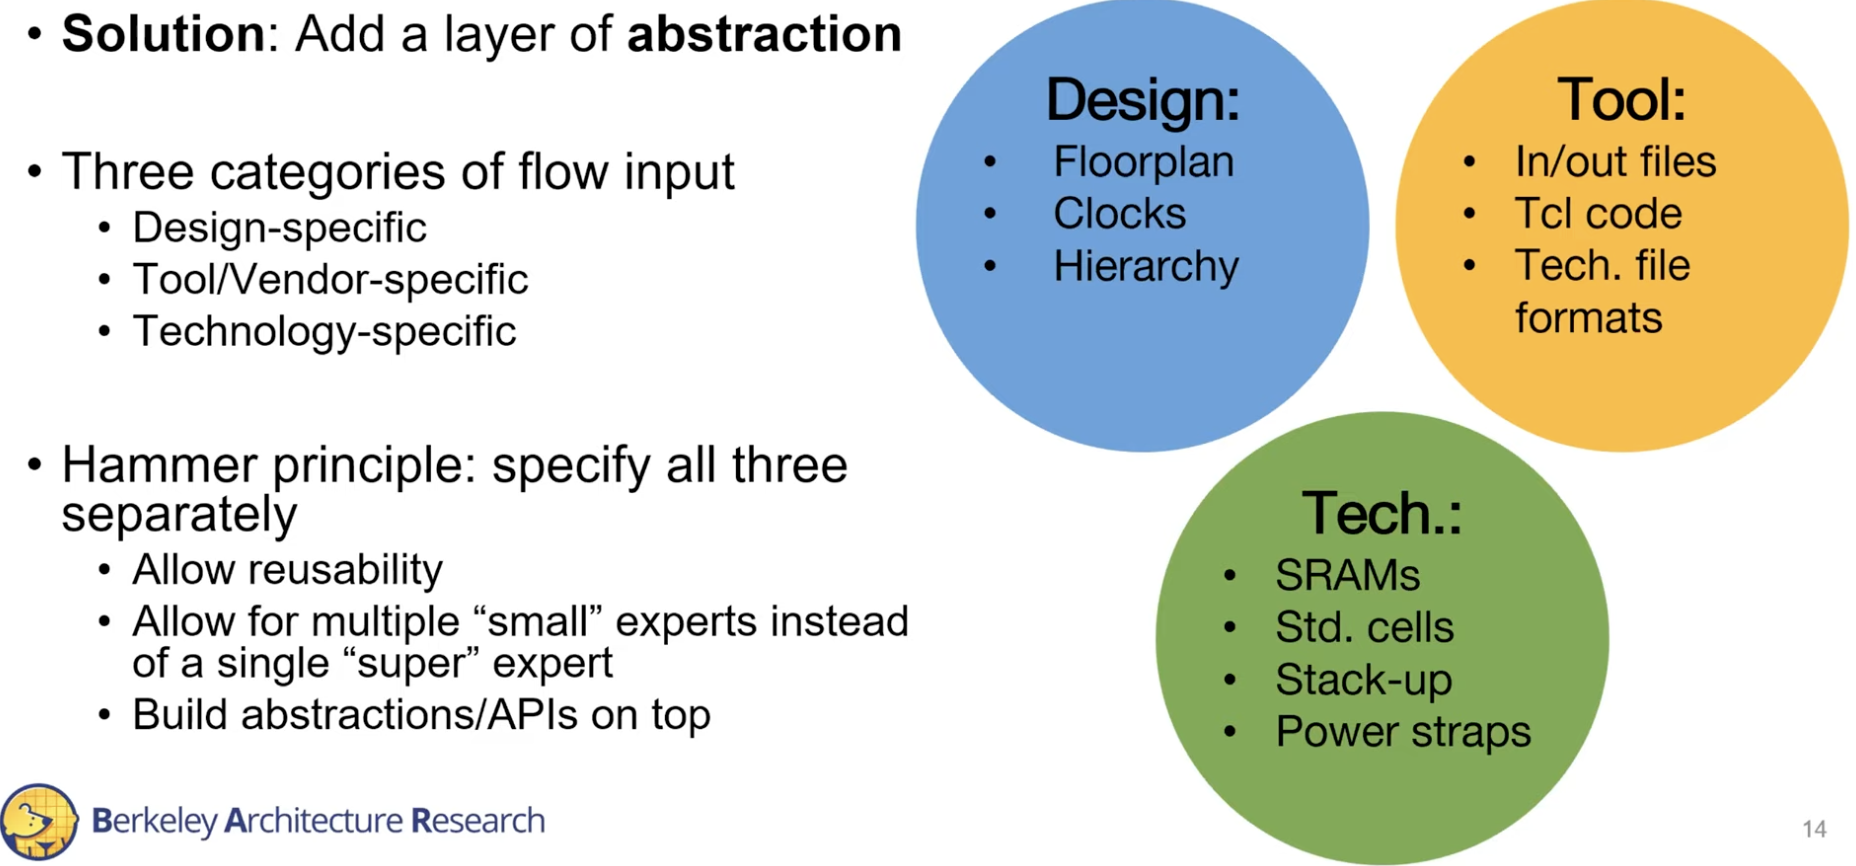 • Solution: Add a layer of abstraction
• Three categories of flow input
• Design-specific
• Tool/Vendor-specific
• Technology-specific
• Hammer principle: specify all three
separately
• Allow reusability
• Allow for multiple “small” experts instead
of a single “super” expert
• Build abstractions/APIs on top
Design:
• Floorplan
• Clocks
• Hierarchy
Tool:
• In/out files
• Tcl code
• Tech. file
formats
Tech.:
• SRAMs
• Std. cells
• Stack-up
• Power straps
Berkeley Architecture Research
14